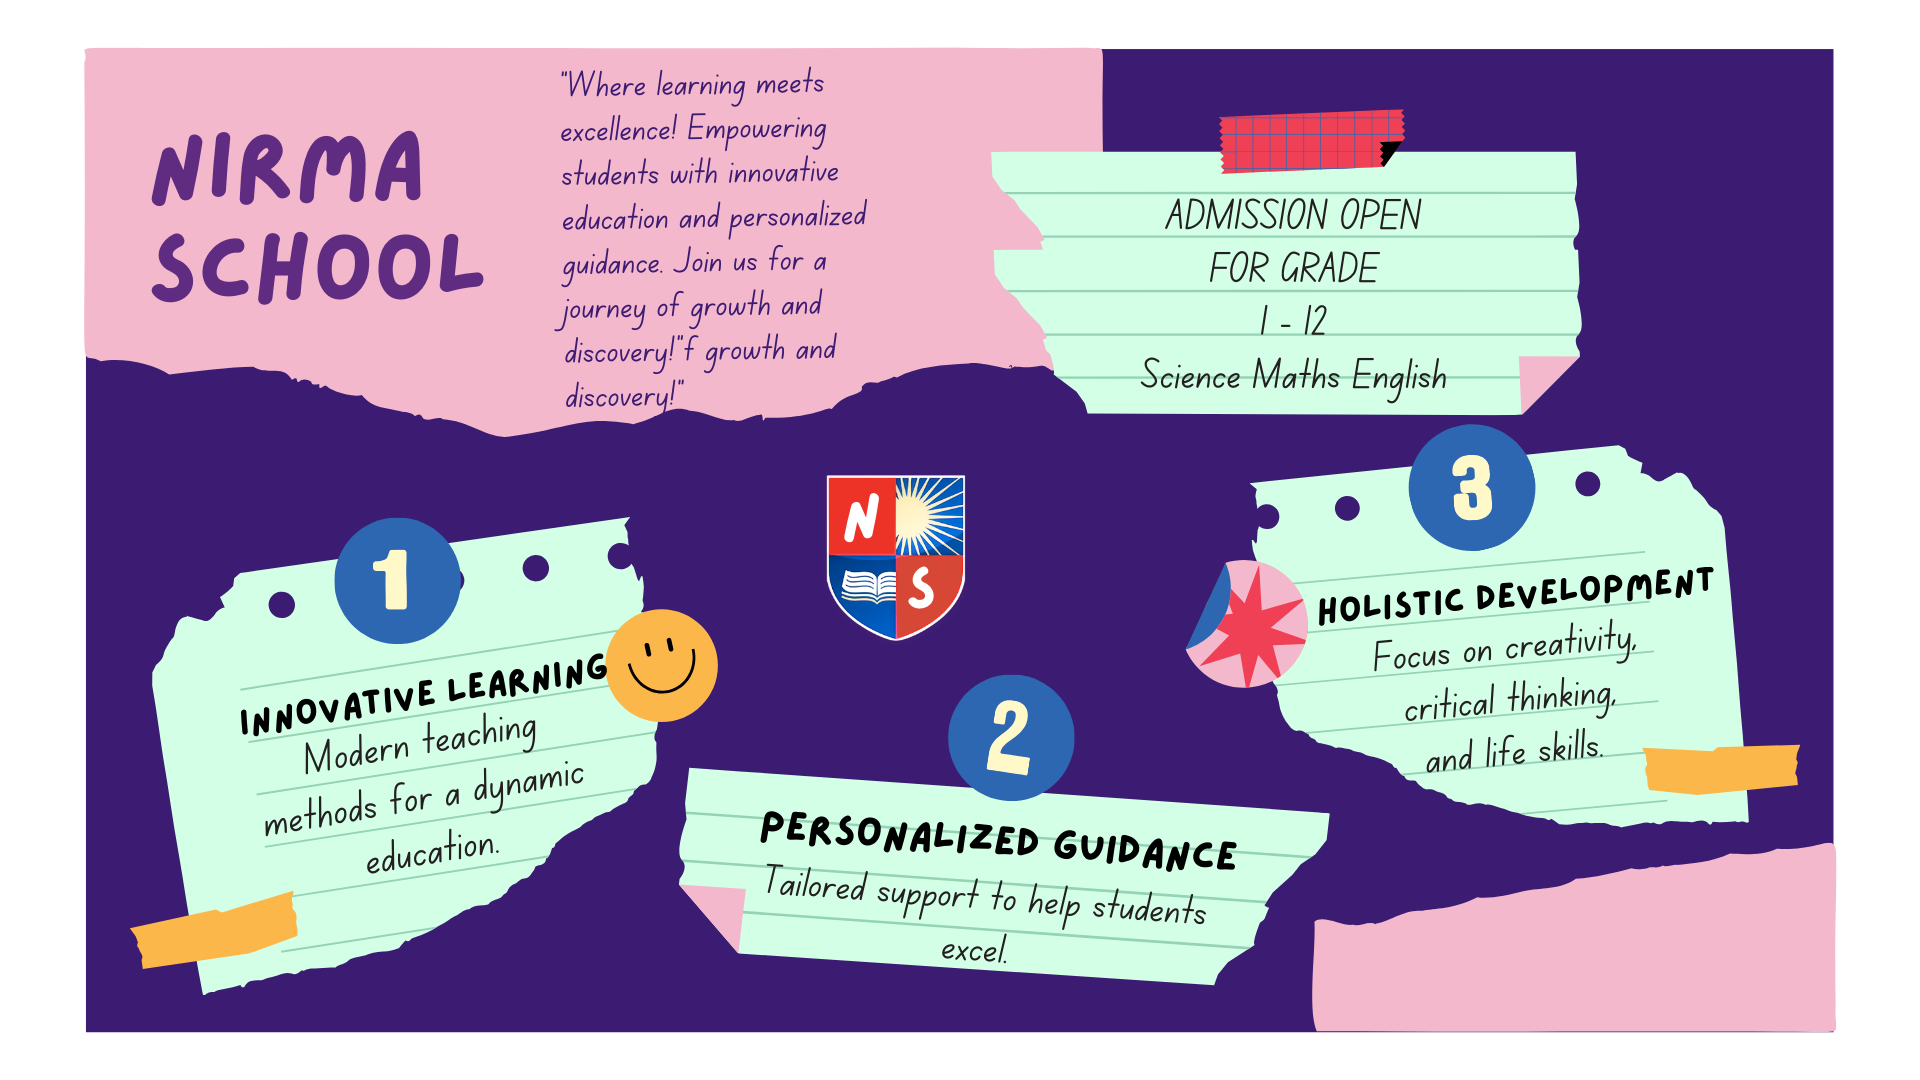 NIRMA
SCHOOL
"Where learning meets
excellence! Empowering
students with innovative
education and personalized
guidance. Join us for a
journey of growth and
discovery!"f growth and
discovery!"
ADMISSION OPEN
FOR GRADE
1 - 12
Science Maths English
N
S
1
INNOVATIVE LEARNING
Modern teaching
methods for a dynamic
education.
2
PERSONALIZED GUIDANCE
Tailored support to help students
excel.
3
HOLISTIC DEVELOPMENT
Focus on creativity,
critical thinking,
and life skills.